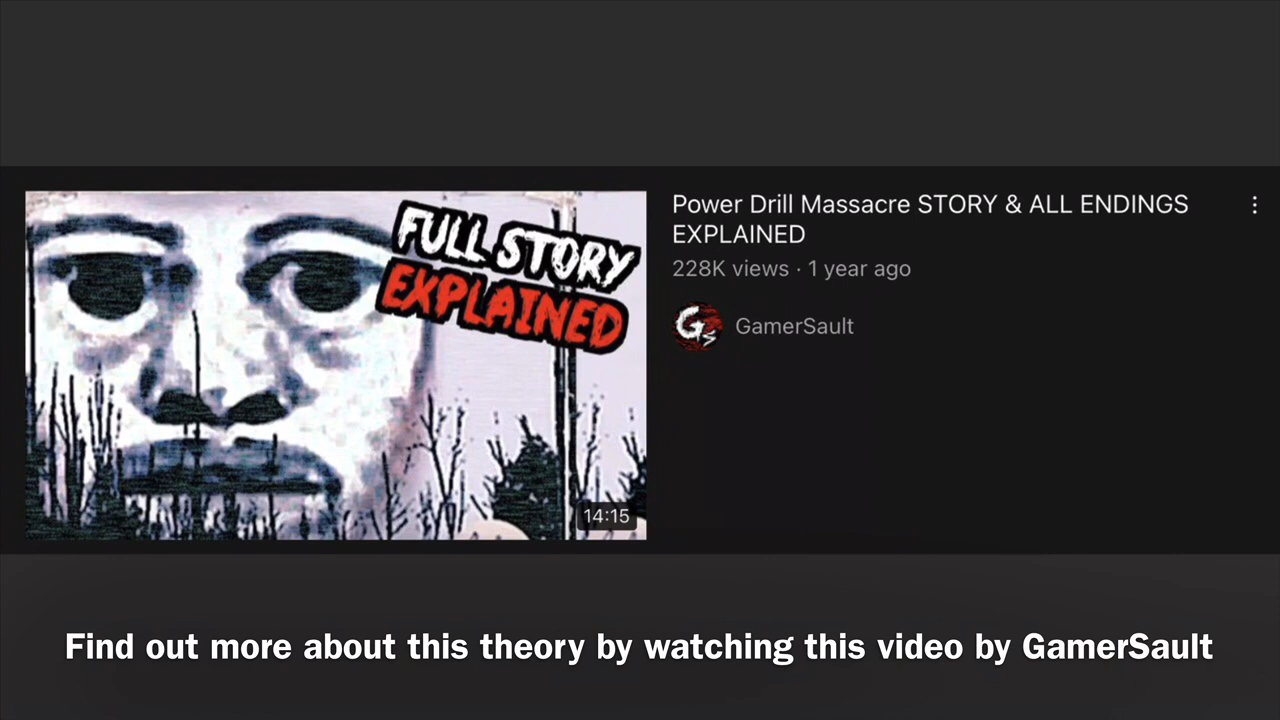 FULL STORY
EXPLAINED
14:15
Power Drill Massacre STORY & ALL ENDINGS
EXPLAINED
228K views · 1 year ago
Gs
GamerSault
Find out more about this theory by watching this video by GamerSault